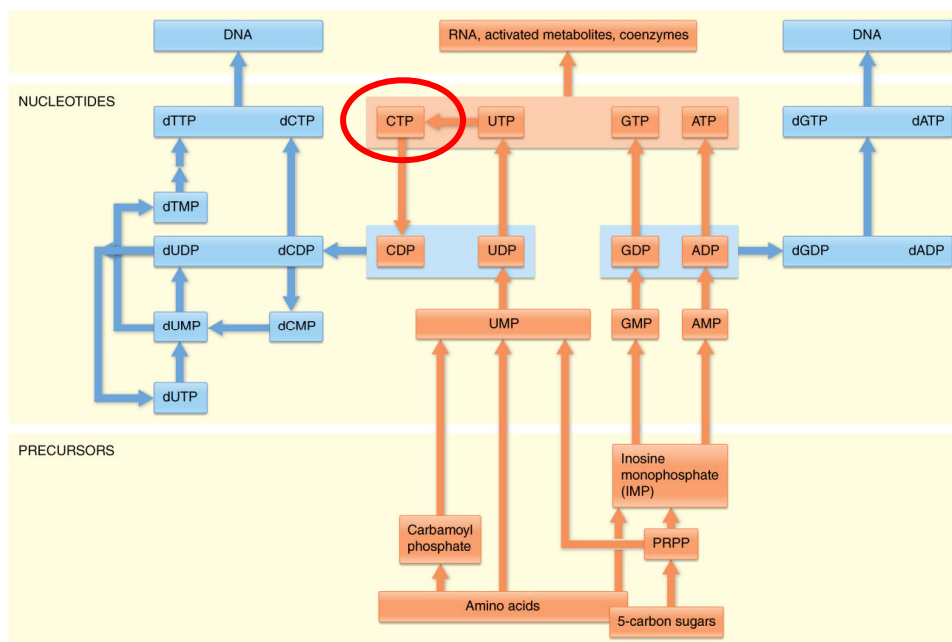 DNA
RNA, activated metabolites, coenzymes
DNA
NUCLEOTIDES
dTTP dCTP
CTP
UTP
GTP
ATP
dGTP dATP
dTMP
dUDP dCDP
CDP
UDP
GDP
ADP
dGDP dADP
dUMP
dCMP
UMP
GMP
AMP
dUTP
PRECURSORS
Inosine
monophosphate
(IMP)
Carbamoyl
phosphate
PRPP
Amino acids
5-carbon sugars